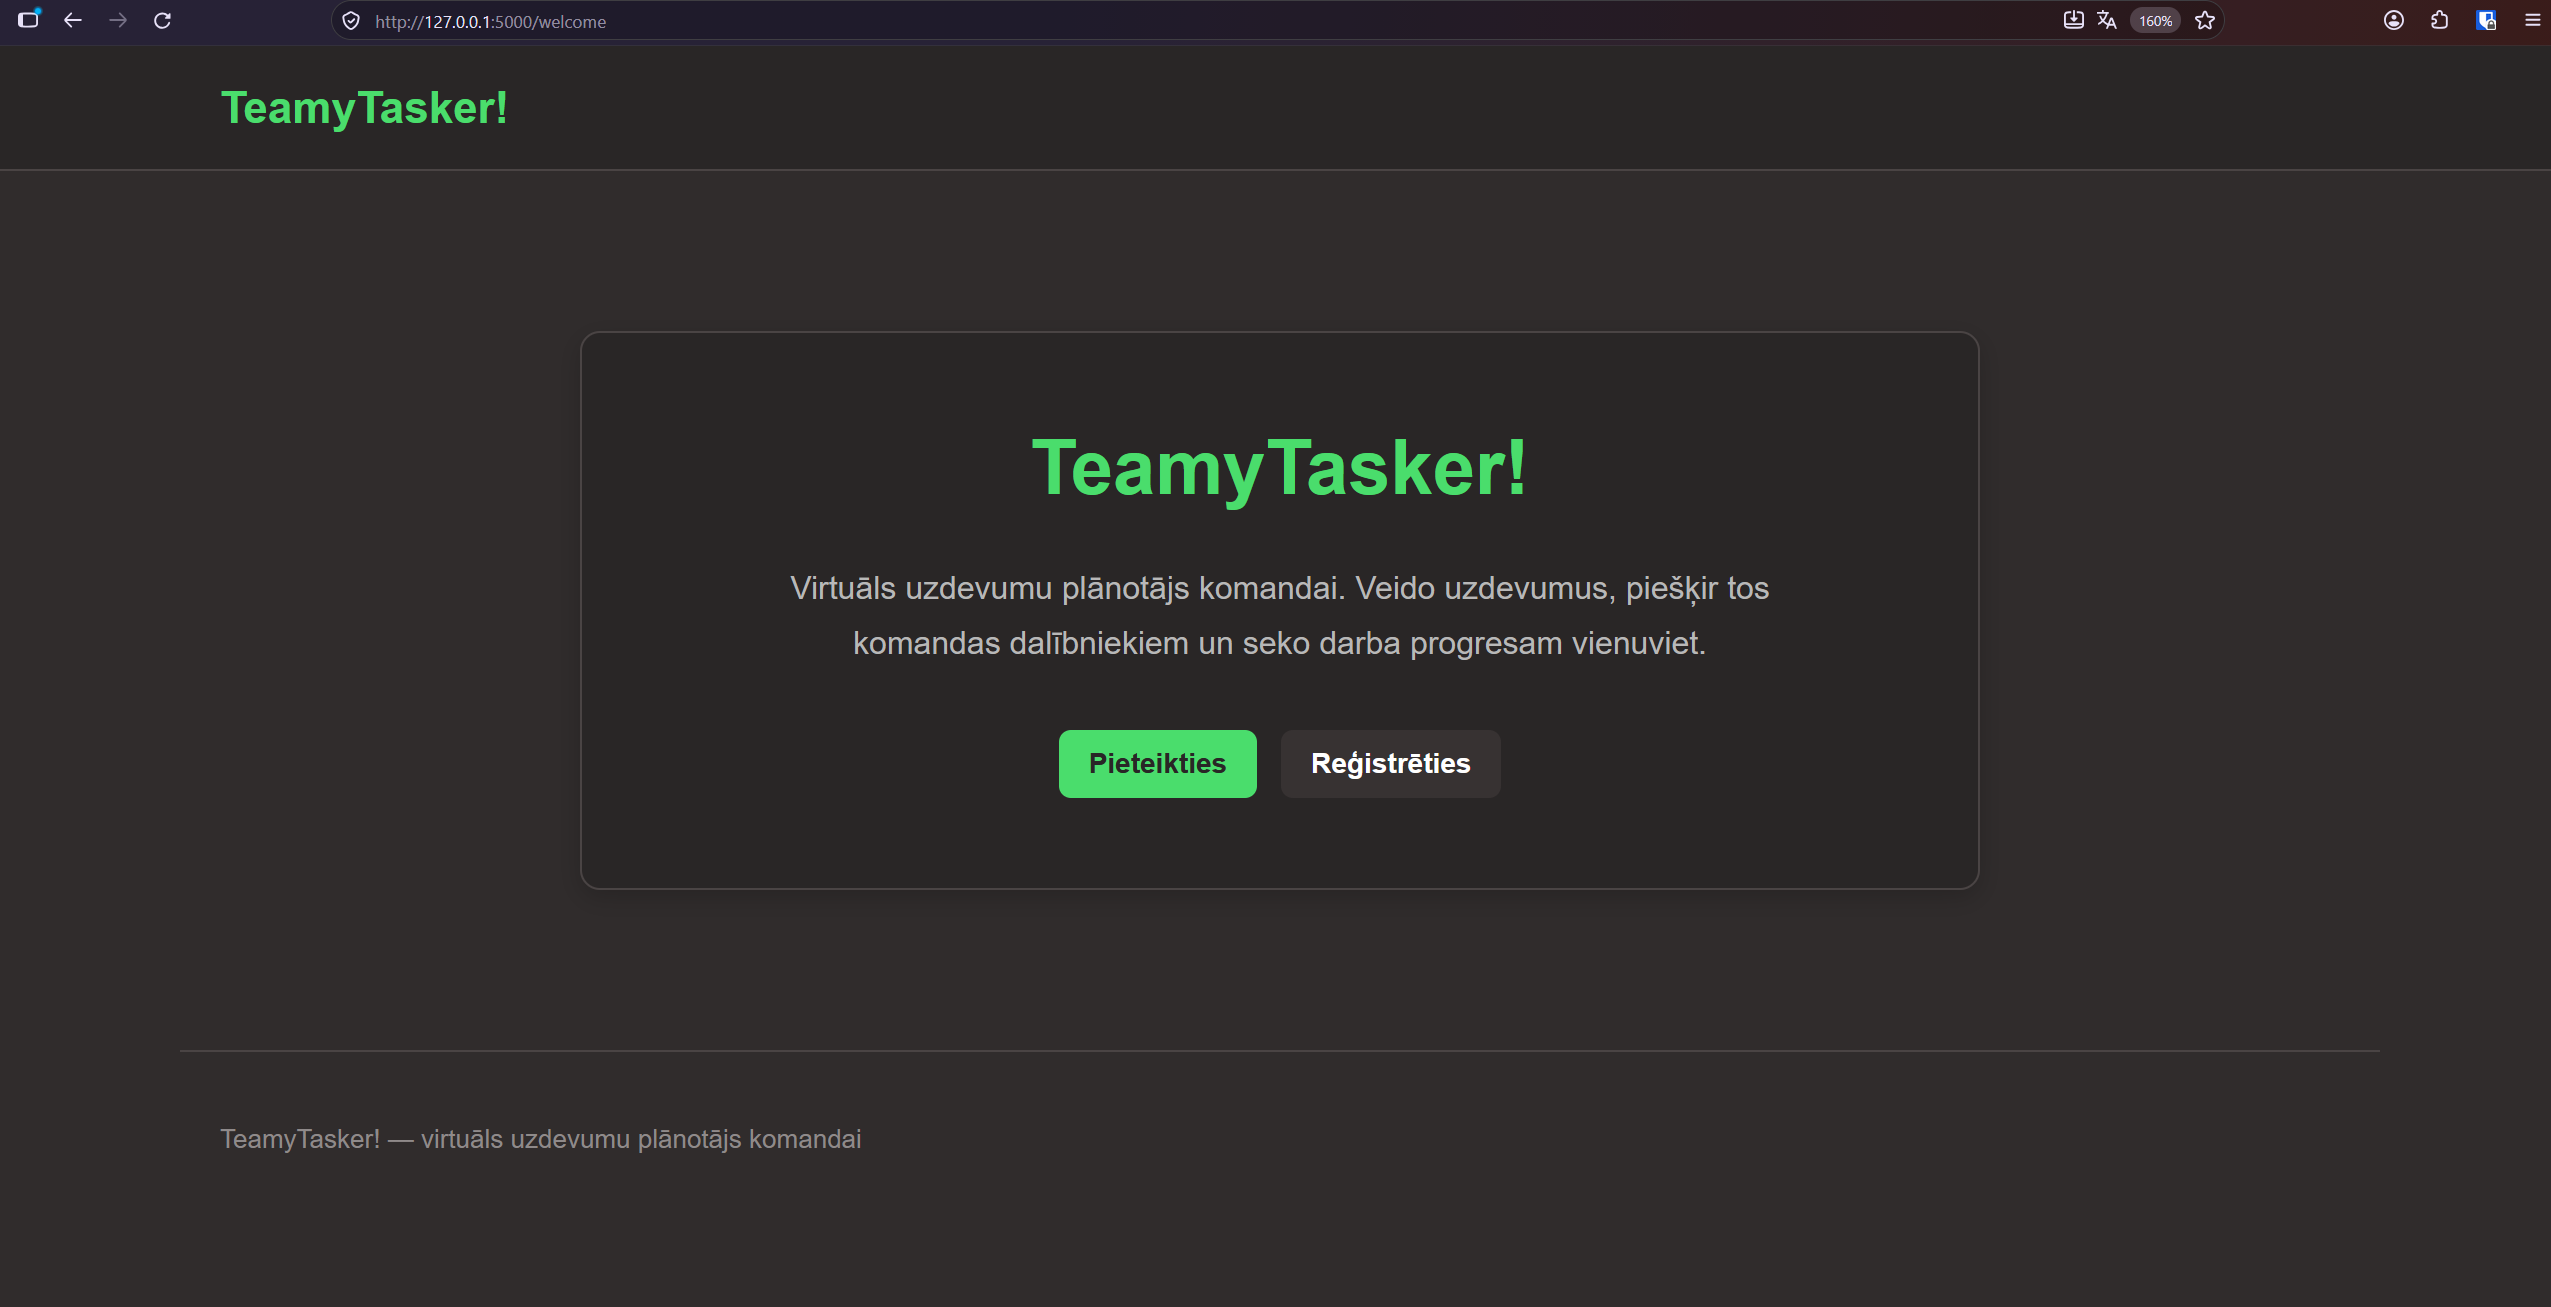 http://127.0.0.1:5000/welcome
160%
TeamyTasker!
TeamyTasker!
Virtuāls uzdevumu plānotājs komandai. Veido uzdevumus, piešķir tos
komandas dalībniekiem un seko darba progresam vienuviet.
Pieteikties
Reģistrēties
TeamyTasker! — virtuāls uzdevumu plānotājs komandai